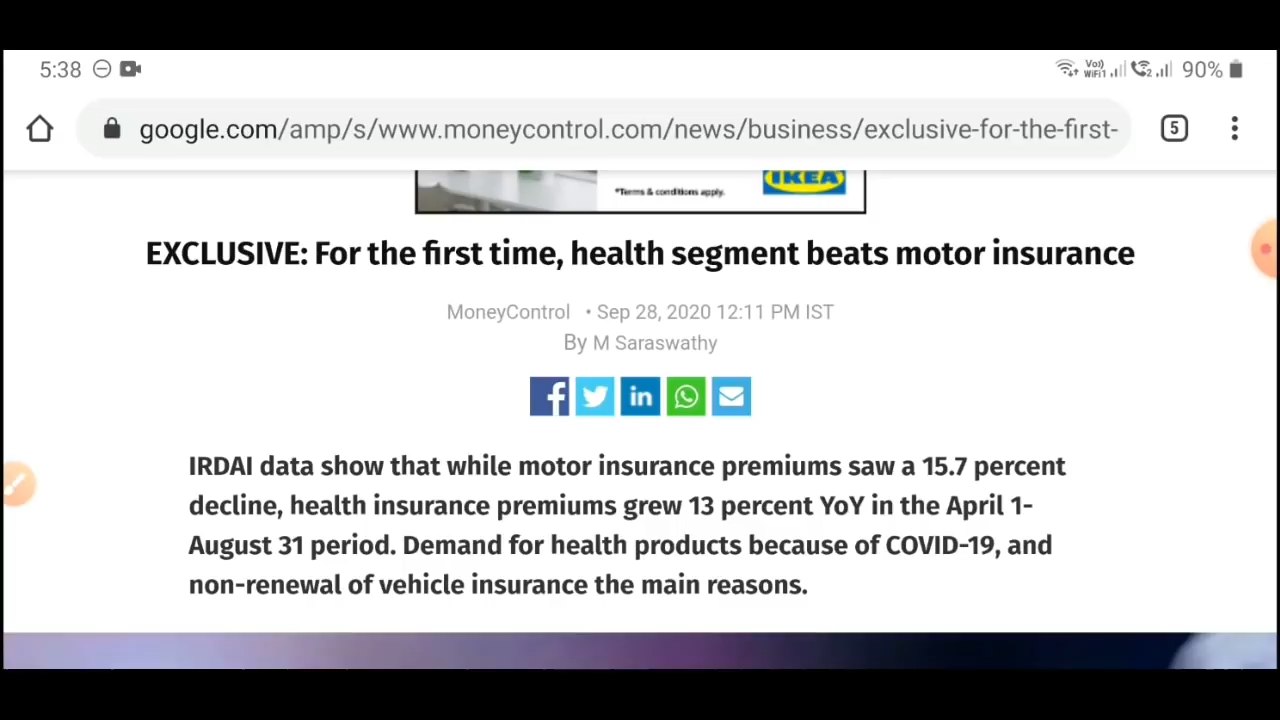 5:38
Vo)) 90%
WiFi1 2
google.com/amp/s/www.moneycontrol.com/news/business/exclusive-for-the-first-
5
*Terms & conditions apply.
IKEA
EXCLUSIVE: For the first time, health segment beats motor insurance
MoneyControl • Sep 28, 2020 12:11 PM IST
By M Saraswathy
IRDAI data show that while motor insurance premiums saw a 15.7 percent
decline, health insurance premiums grew 13 percent YoY in the April 1-
August 31 period. Demand for health products because of COVID-19, and
non-renewal of vehicle insurance the main reasons.